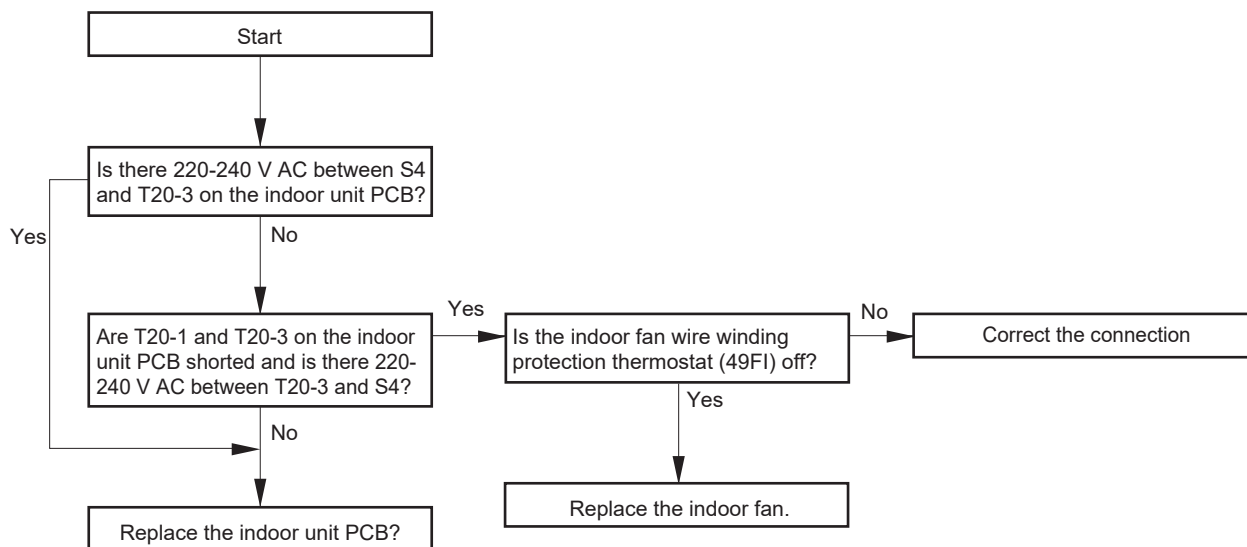 Start
Is there 220-240 V AC between S4
and T20-3 on the indoor unit PCB?
Yes
No
Are T20-1 and T20-3 on the indoor
unit PCB shorted and is there 220-
240 V AC between T20-3 and S4?
Yes
Is the indoor fan wire winding
protection thermostat (49FI) off?
No
Correct the connection
Yes
No
Replace the indoor fan.
Replace the indoor unit PCB?